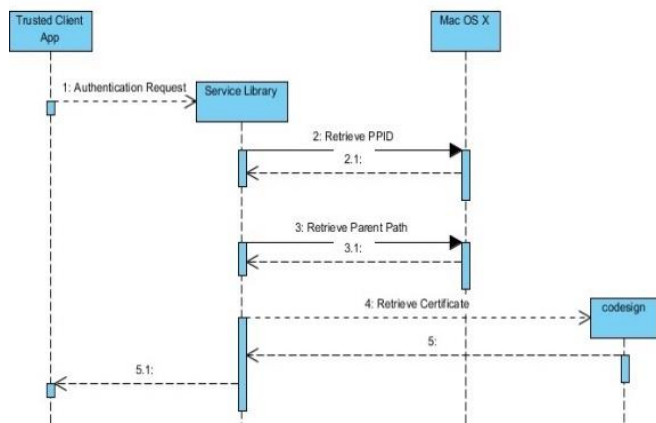 Trusted Client
App
Mac OS X
1: Authentication Request
Service Library
2: Retrieve PPID
2.1:
3: Retrieve Parent Path
3.1:
4: Retrieve Certificate
codesign
5:
5.1: